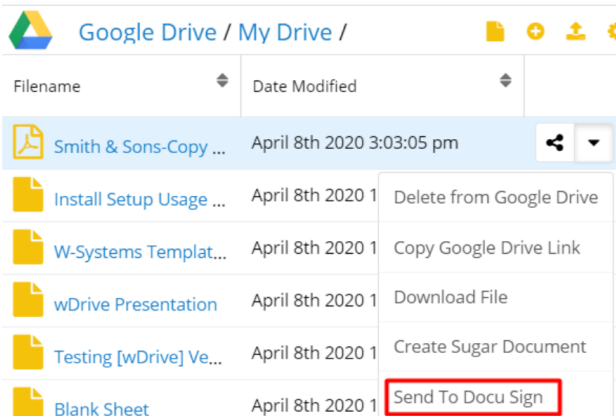 Google Drive / My Drive /
Filename Date Modified
Smith & Sons-Copy ... April 8th 2020 3:03:05 pm
Install Setup Usage ... April 8th 2020 1
Delete from Google Drive
W-Systems Templat... April 8th 2020 1
Copy Google Drive Link
wDrive Presentation April 8th 2020 1
Download File
Testing [wDrive] Ve... April 8th 2020 1
Create Sugar Document
Blank Sheet April 8th 2020 1
Send To Docu Sign